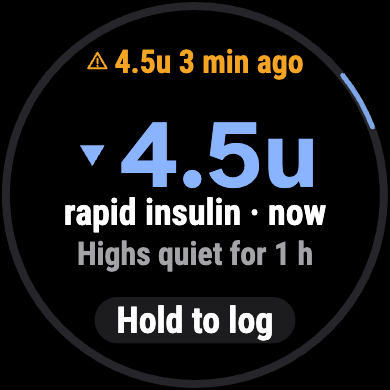 4.5u 3 min ago
4.5u
rapid insulin · now
Highs quiet for 1 h
Hold to log